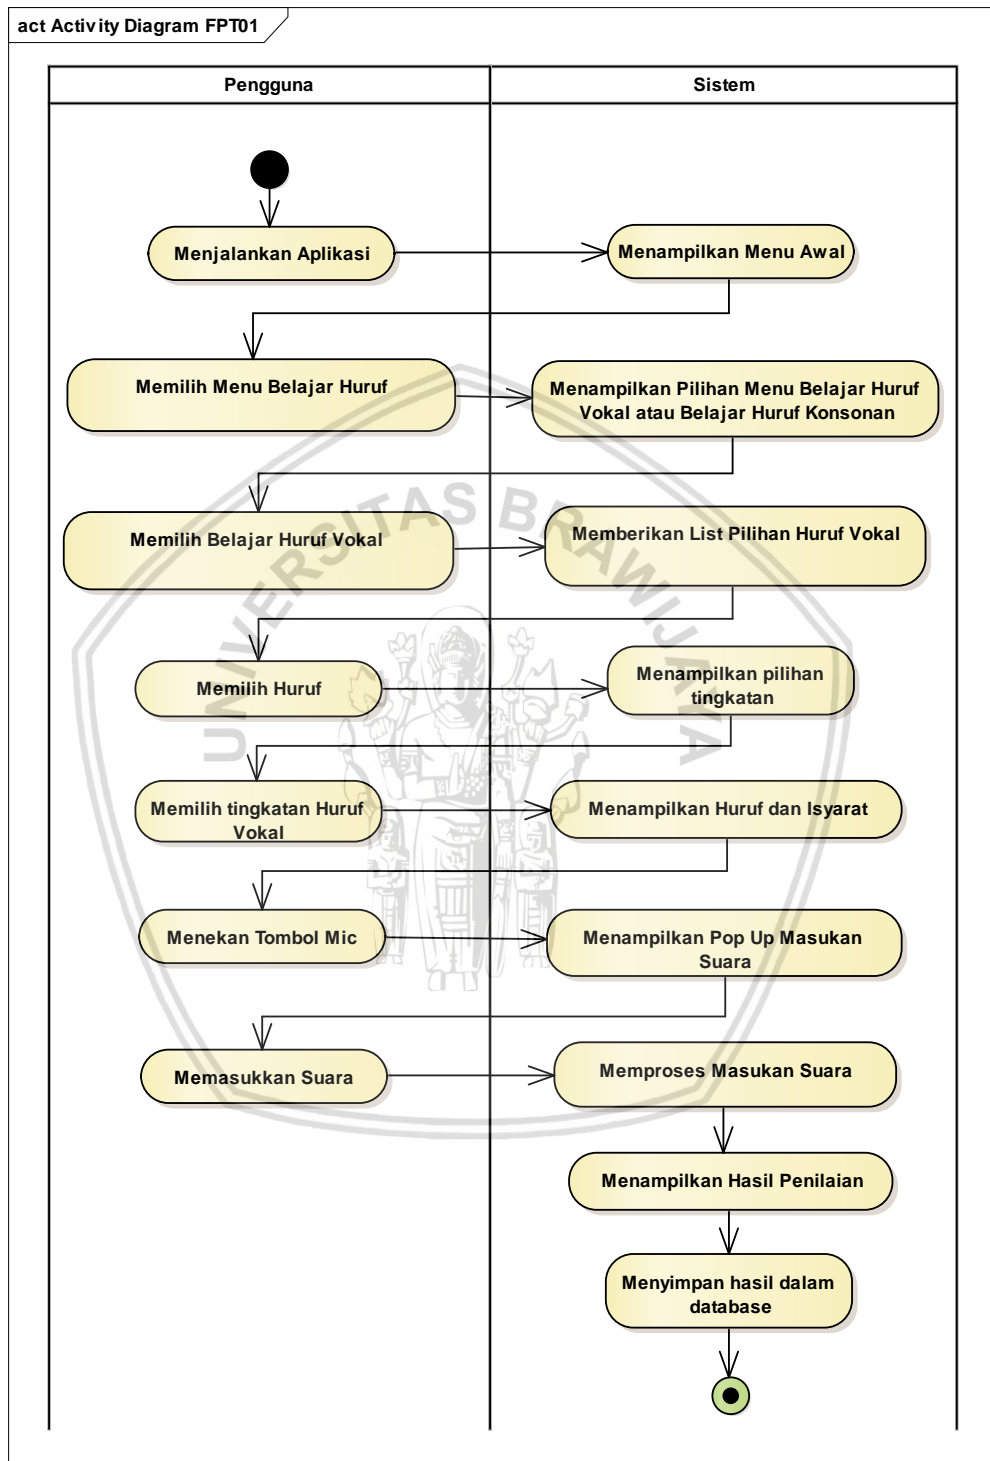 act Activity Diagram FPT01
Pengguna
Sistem
Menjalankan Aplikasi
Menampilkan Menu Awal
Memilih Menu Belajar Huruf
Menampilkan Pilihan Menu Belajar Huruf
Vokal atau Belajar Huruf Konsonan
Memilih Belajar Huruf Vokal
Memberikan List Pilihan Huruf Vokal
Memilih Huruf
Menampilkan pilihan
tingkatan
Memilih tingkatan Huruf
Vokal
Menampilkan Huruf dan Isyarat
Menekan Tombol Mic
Menampilkan Pop Up Masukan
Suara
Memasukkan Suara
Memproses Masukan Suara
Menampilkan Hasil Penilaian
Menyimpan hasil dalam
database
UNIVERSITAS BRAWIJAYA